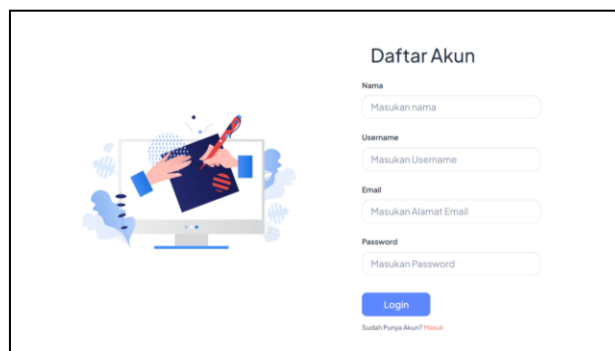 Daftar Akun
Nama
Masukan nama
Username
Masukan Username
Email
Masukan Alamat Email
Password
Masukan Password
Login
Sudah Punya Akun? Masuk